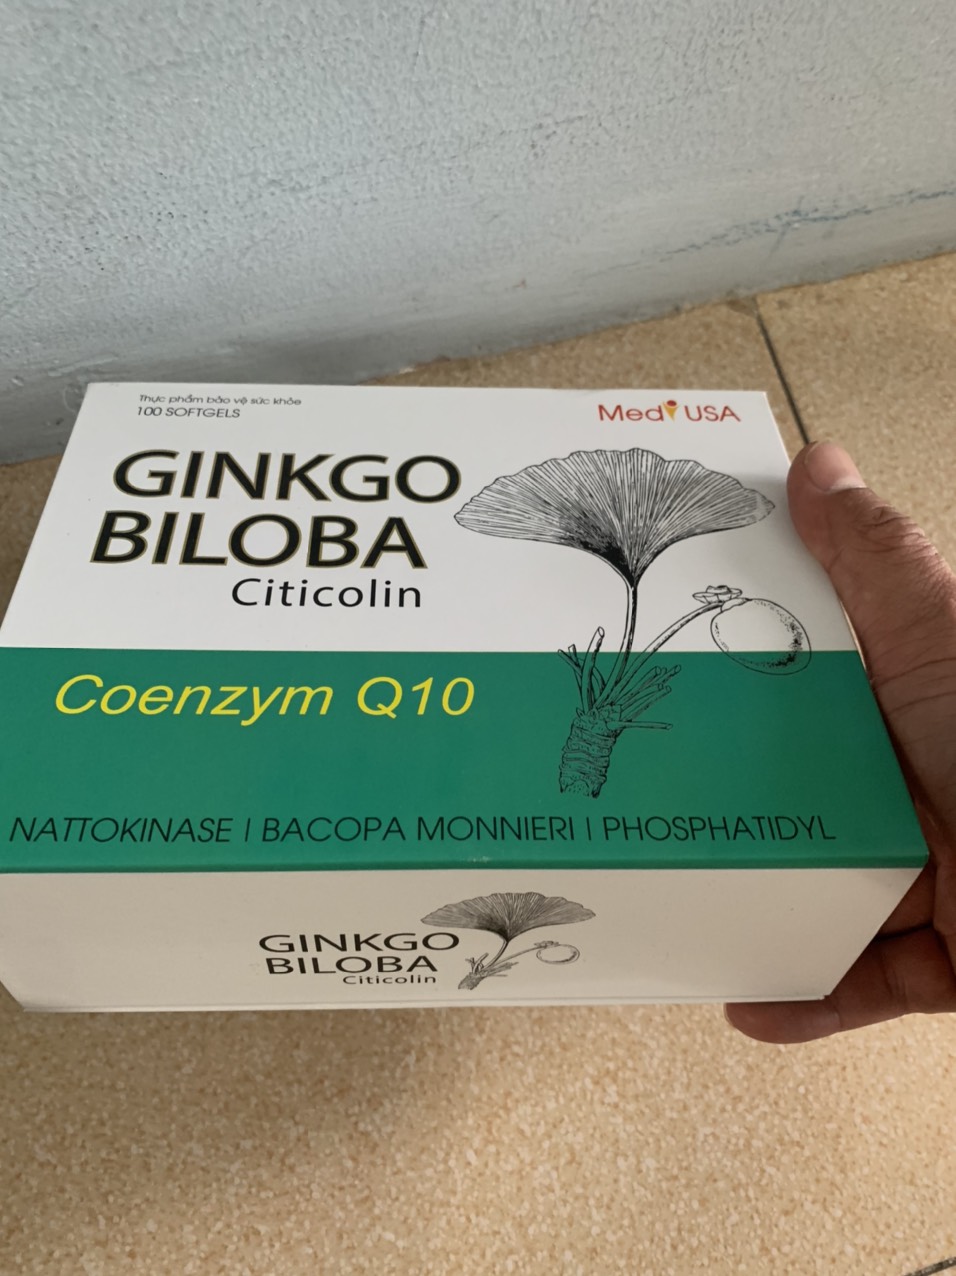 Thực phẩm bảo vệ sức khỏe
100 SOFTGELS
Medi USA
GINKGO
BILOBA
Citicolin
Coenzym Q10
NATTOKINASE | BACOPA MONNIERI | PHOSPHATIDYL
GINKGO
BILOBA
Citicolin